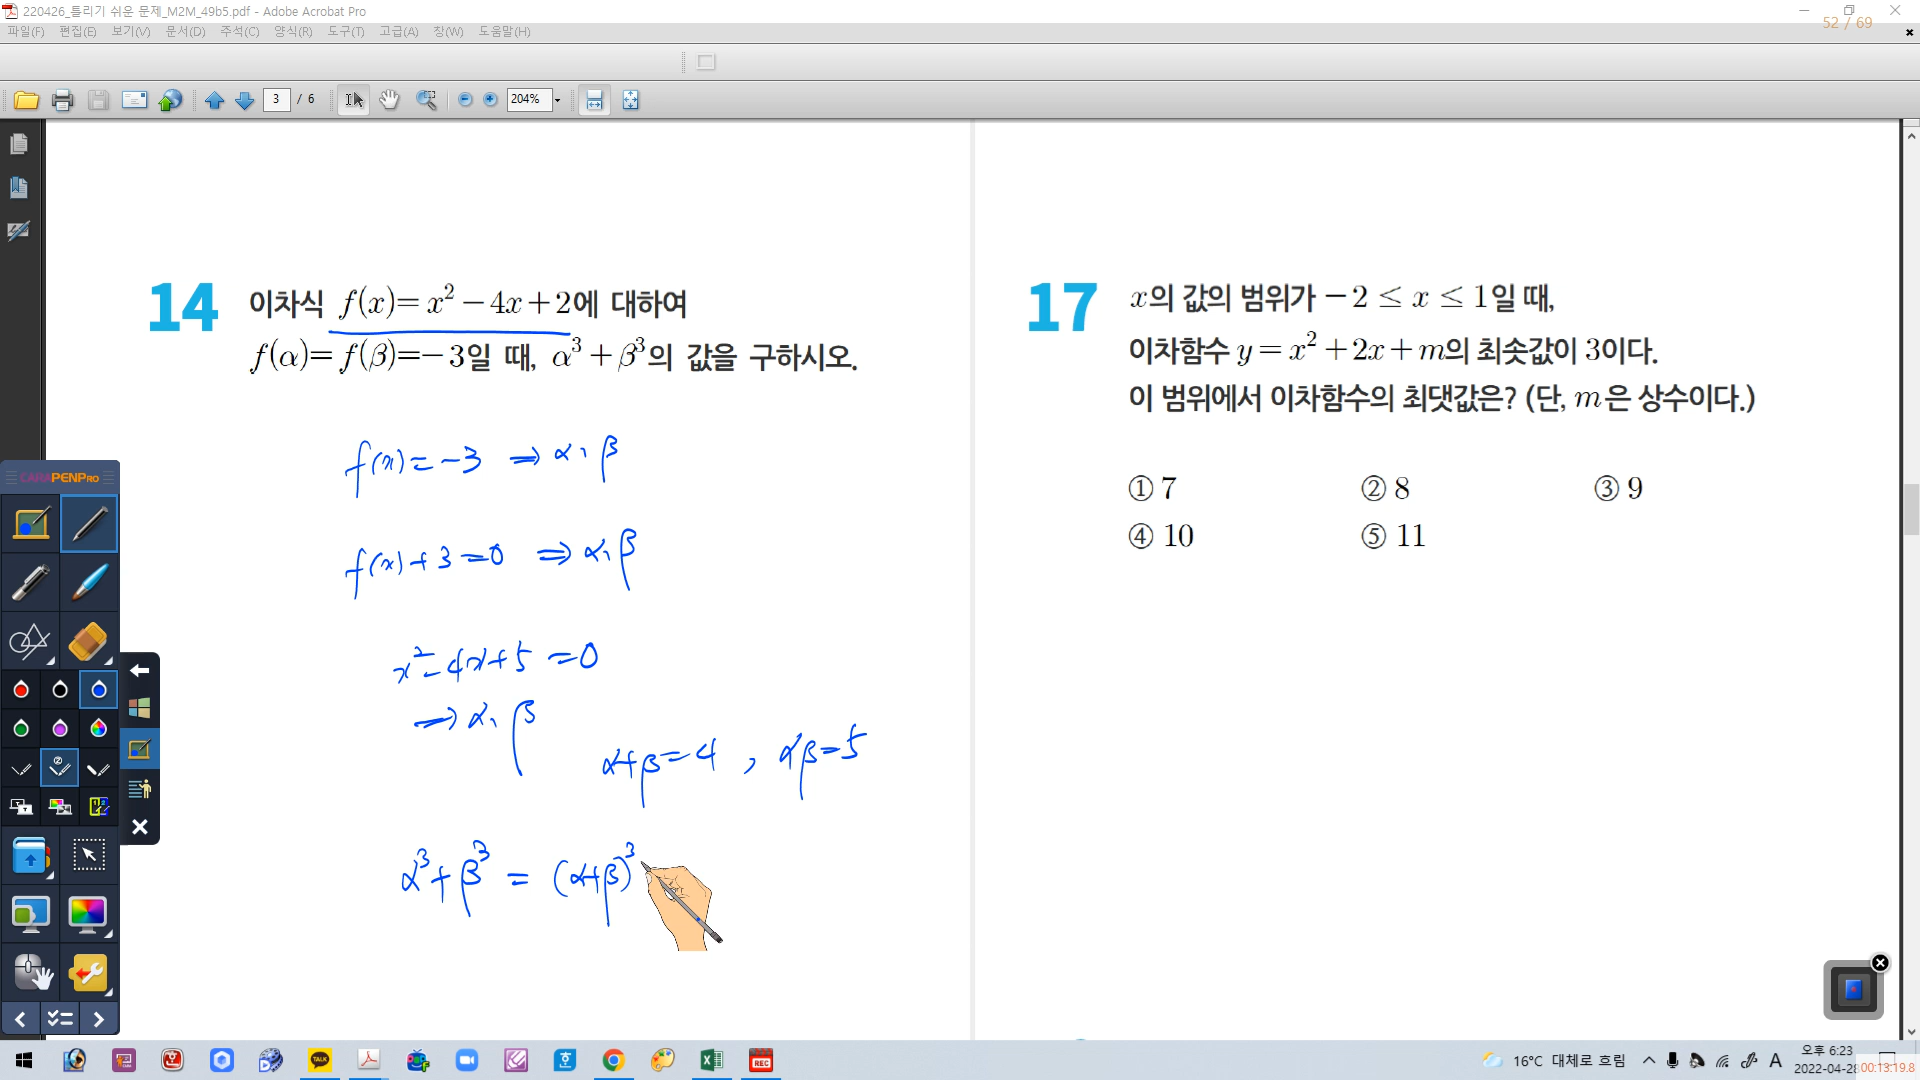 220426_틀리기 쉬운 문제_M2M_49b5.pdf - Adobe Acrobat Pro
52 / 69
파일(F) 편집(E) 보기(V) 문서(D) 주석(C) 양식(R) 도구(T) 고급(A) 창(W) 도움말(H)
3 / 6 204%
14 이차식 f(x)=x²-4x+2에 대하여
f(α)=f(β)=-3일 때, α³+β³의 값을 구하시오.
f(x)=-3 ⇒ α, β
f(x)+3=0 ⇒ α, β
x²-4x+5=0
⇒ α, β
α+β=4 , αβ=5
α³+β³ = (α+β)³
17 x의 값의 범위가 -2≤x≤1일 때,
이차함수 y=x²+2x+m의 최솟값이 3이다.
이 범위에서 이차함수의 최댓값은? (단, m은 상수이다.)
① 7 ② 8 ③ 9
④ 10 ⑤ 11
CARAPENPRO
TALK
REC
16°C 대체로 흐림
A
오후 6:23
2022-04-28
00:13:19.8